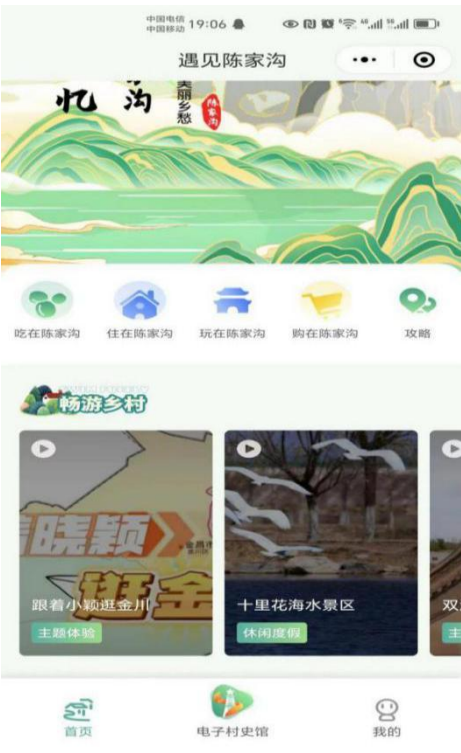 中国电信
中国移动 19:06
遇见陈家沟
忆 沟
美丽乡愁
陈家沟
吃在陈家沟 住在陈家沟 玩在陈家沟 购在陈家沟 攻略
畅游乡村
晓颖
金昌市
逛金
跟着小颖逛金川 十里花海水景区 双
主题体验 休闲度假 主
首页 电子村史馆 我的